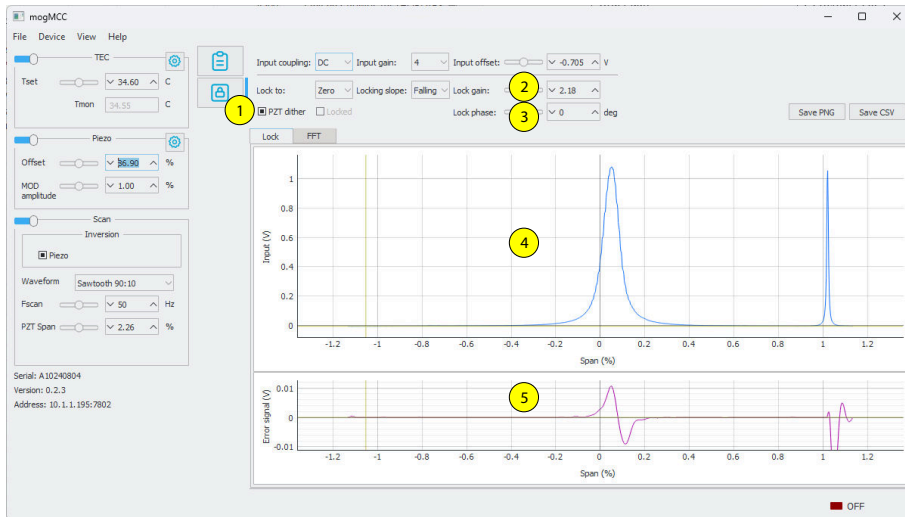 mogMCC
File Device View Help
TEC
Tset 34.60 C
Tmon 34.55 C
Piezo
Offset 36.90 %
MOD amplitude 1.00 %
Scan
Inversion
Piezo
Waveform Sawtooth 90:10
Fscan 50 Hz
PZT Span 2.26 %
Serial: A10240804
Version: 0.2.3
Address: 10.1.1.195:7802
1
Input coupling: DC Input gain: 4 Input offset: -0.705 V
2
Lock to: Zero Locking slope: Falling Lock gain: 2.18
3
PZT dither Locked Lock phase: 0 deg
Save PNG Save CSV
Lock FFT
Input (V)
1
0.8
0.6
0.4
0.2
0
4
-1.2 -1 -0.8 -0.6 -0.4 -0.2 0 0.2 0.4 0.6 0.8 1 1.2
Span (%)
Error signal (V)
0.01
0
-0.01
5
-1.2 -1 -0.8 -0.6 -0.4 -0.2 0 0.2 0.4 0.6 0.8 1 1.2
Span (%)
OFF